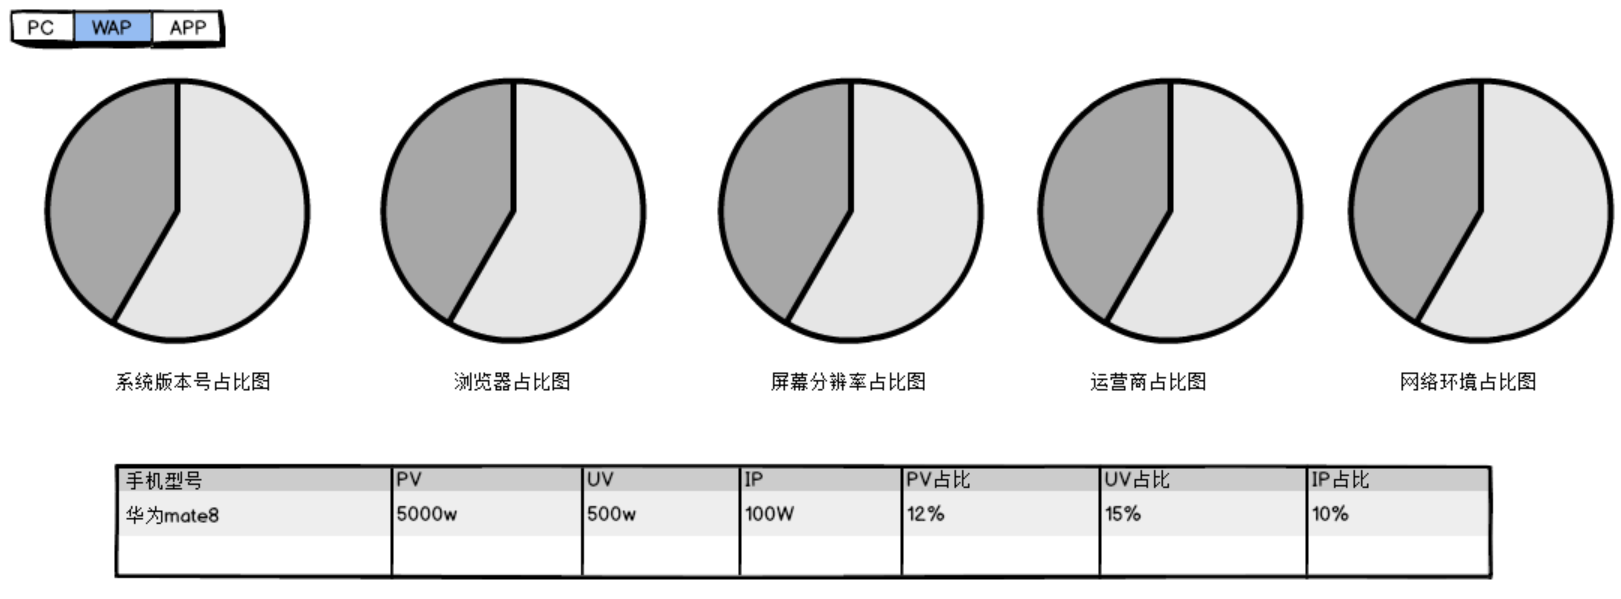 PC WAP APP
系统版本号占比图 浏览器占比图 屏幕分辨率占比图 运营商占比图 网络环境占比图
手机型号 PV UV IP PV占比 UV占比 IP占比
华为mate8 5000w 500w 100W 12% 15% 10%